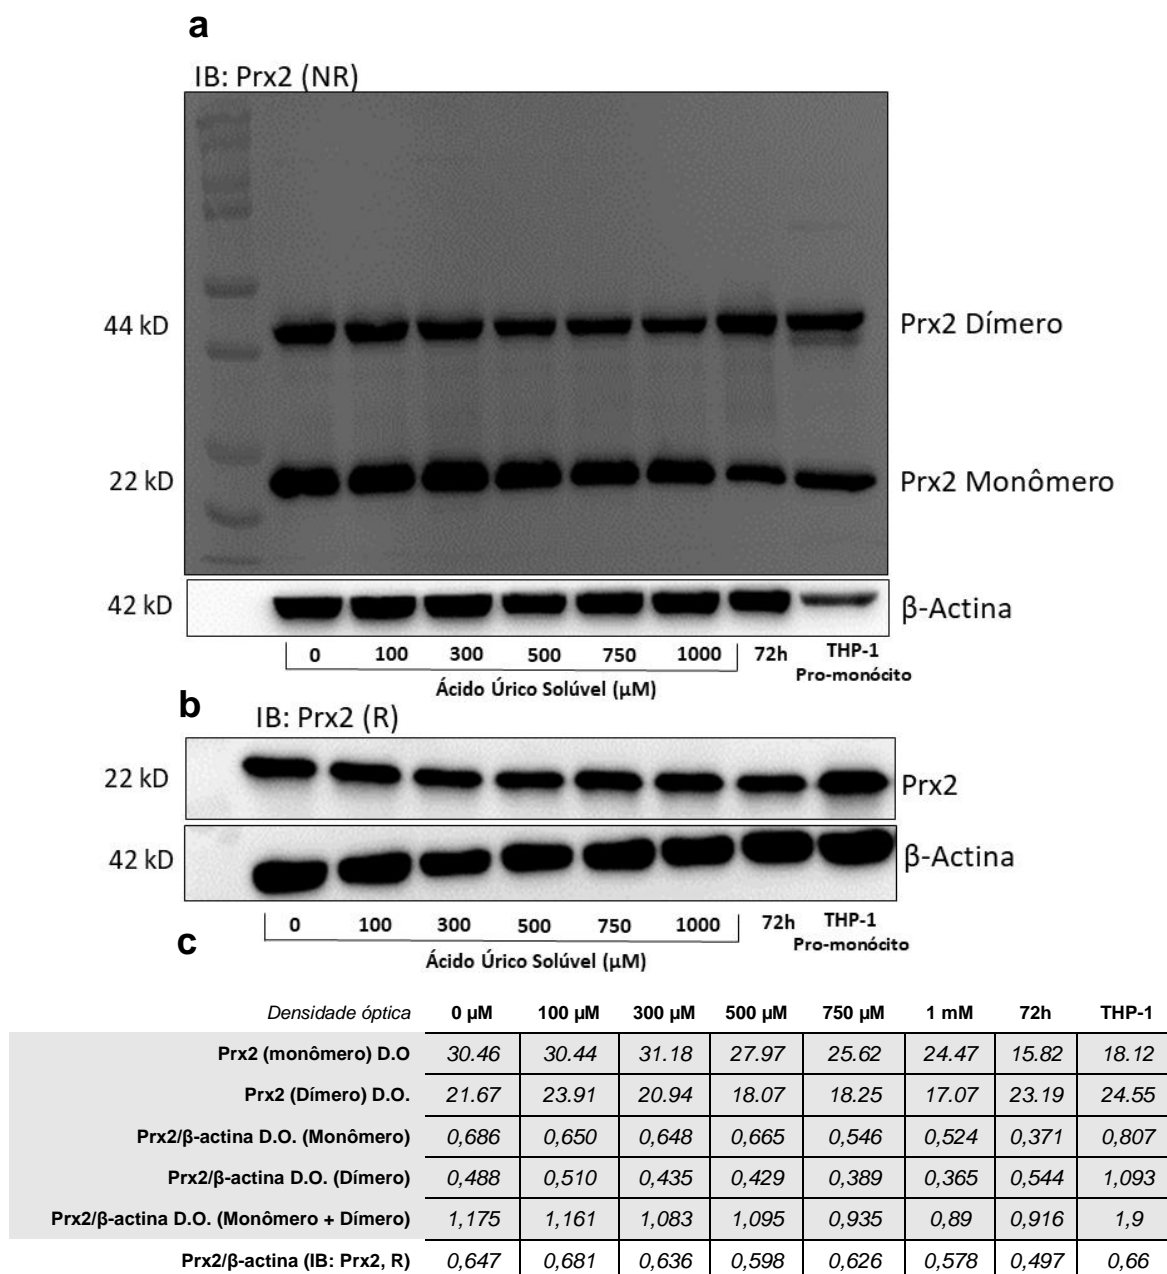 a
IB: Prx2 (NR)
44 kD
Prx2 Dímero
22 kD
Prx2 Monômero
42 kD
β-Actina
0 100 300 500 750 1000 72h THP-1
Pro-monócito
Ácido Úrico Solúvel (µM)
b
IB: Prx2 (R)
22 kD
Prx2
42 kD
β-Actina
0 100 300 500 750 1000 72h THP-1
Pro-monócito
Ácido Úrico Solúvel (µM)
c
Densidade óptica 0 µM 100 µM 300 µM 500 µM 750 µM 1 mM 72h THP-1
Prx2 (monômero) D.O 30.46 30.44 31.18 27.97 25.62 24.47 15.82 18.12
Prx2 (Dímero) D.O. 21.67 23.91 20.94 18.07 18.25 17.07 23.19 24.55
Prx2/β-actina D.O. (Monômero) 0,686 0,650 0,648 0,665 0,546 0,524 0,371 0,807
Prx2/β-actina D.O. (Dímero) 0,488 0,510 0,435 0,429 0,389 0,365 0,544 1,093
Prx2/β-actina D.O. (Monômero + Dímero) 1,175 1,161 1,083 1,095 0,935 0,89 0,916 1,9
Prx2/β-actina (IB: Prx2, R) 0,647 0,681 0,636 0,598 0,626 0,578 0,497 0,66